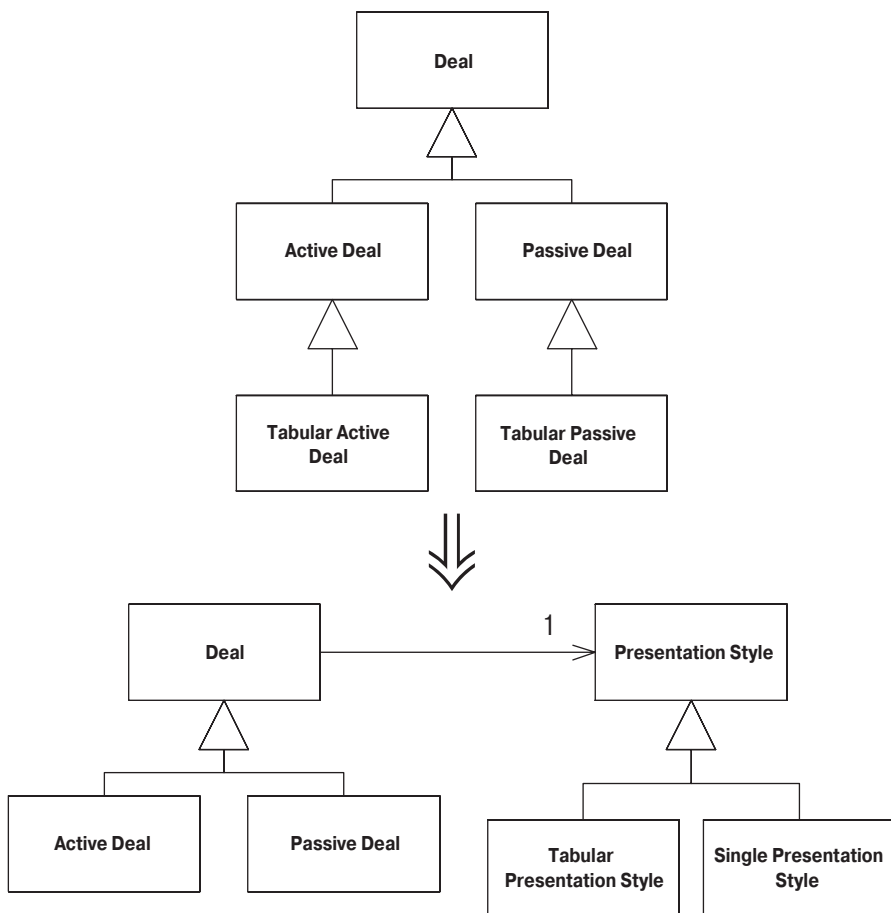 Deal
Active Deal
Passive Deal
Tabular Active
Deal
Tabular Passive
Deal
Deal
1
Presentation Style
Active Deal
Passive Deal
Tabular
Presentation Style
Single Presentation
Style